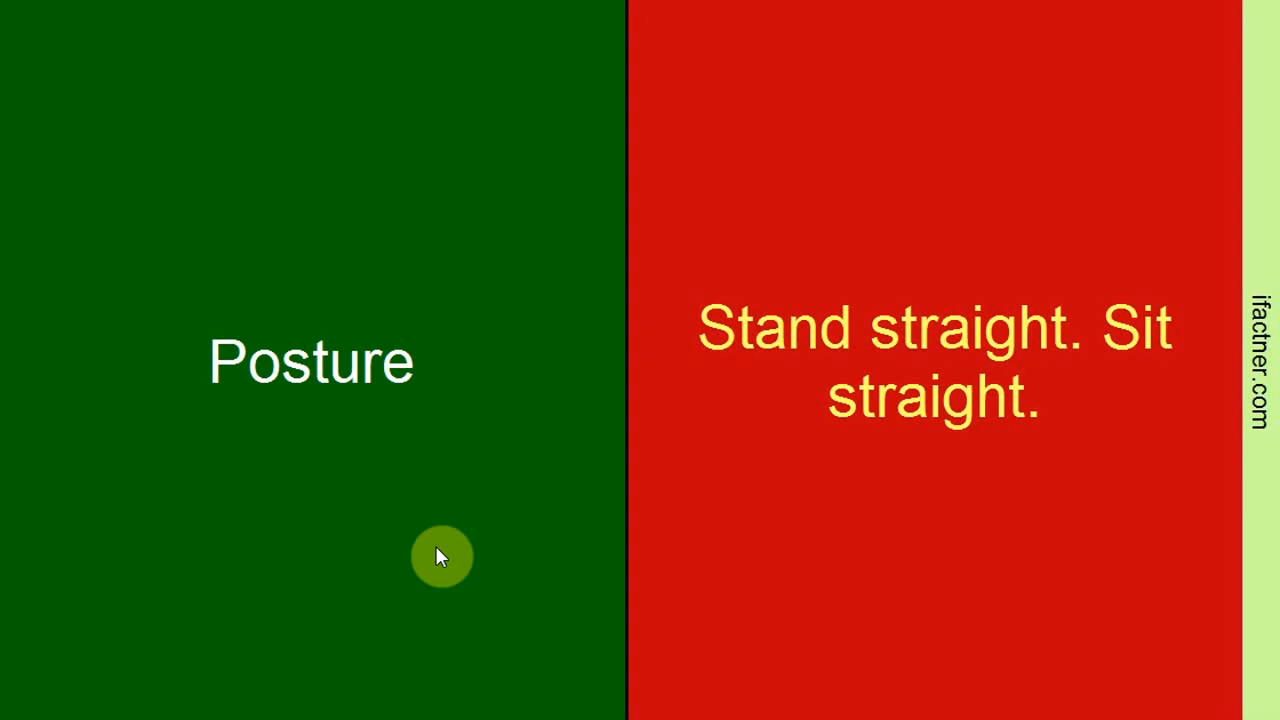 Posture
Stand straight. Sit
straight.
ifactner.com